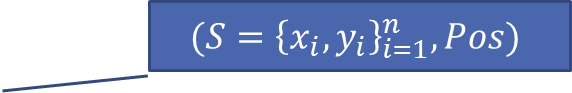 (S = {x_i, y_i}_{i=1}^n, Pos)